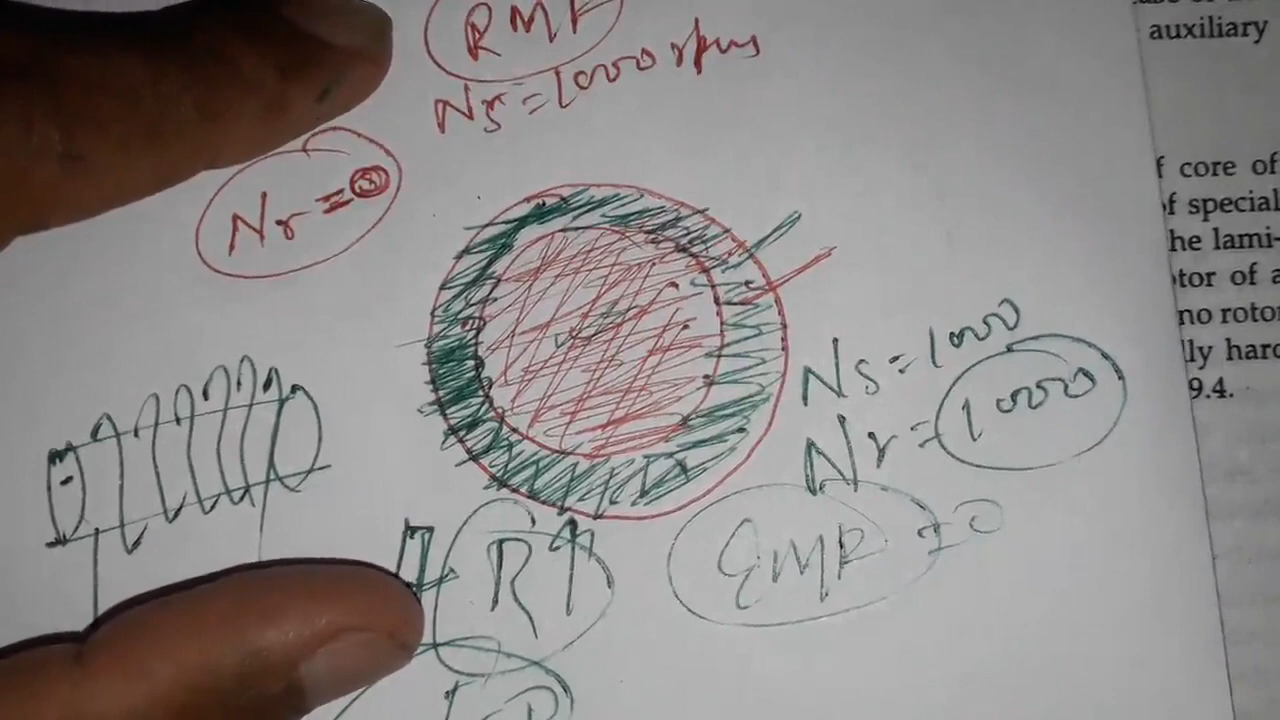 RMF
Ns=1000 rpm
Nr=0
Ns=1000
Nr=1000
R↑
EMF=0
auxiliary
f core of
of special
he lami-
tor of a
no rotor
lly hard
9.4.